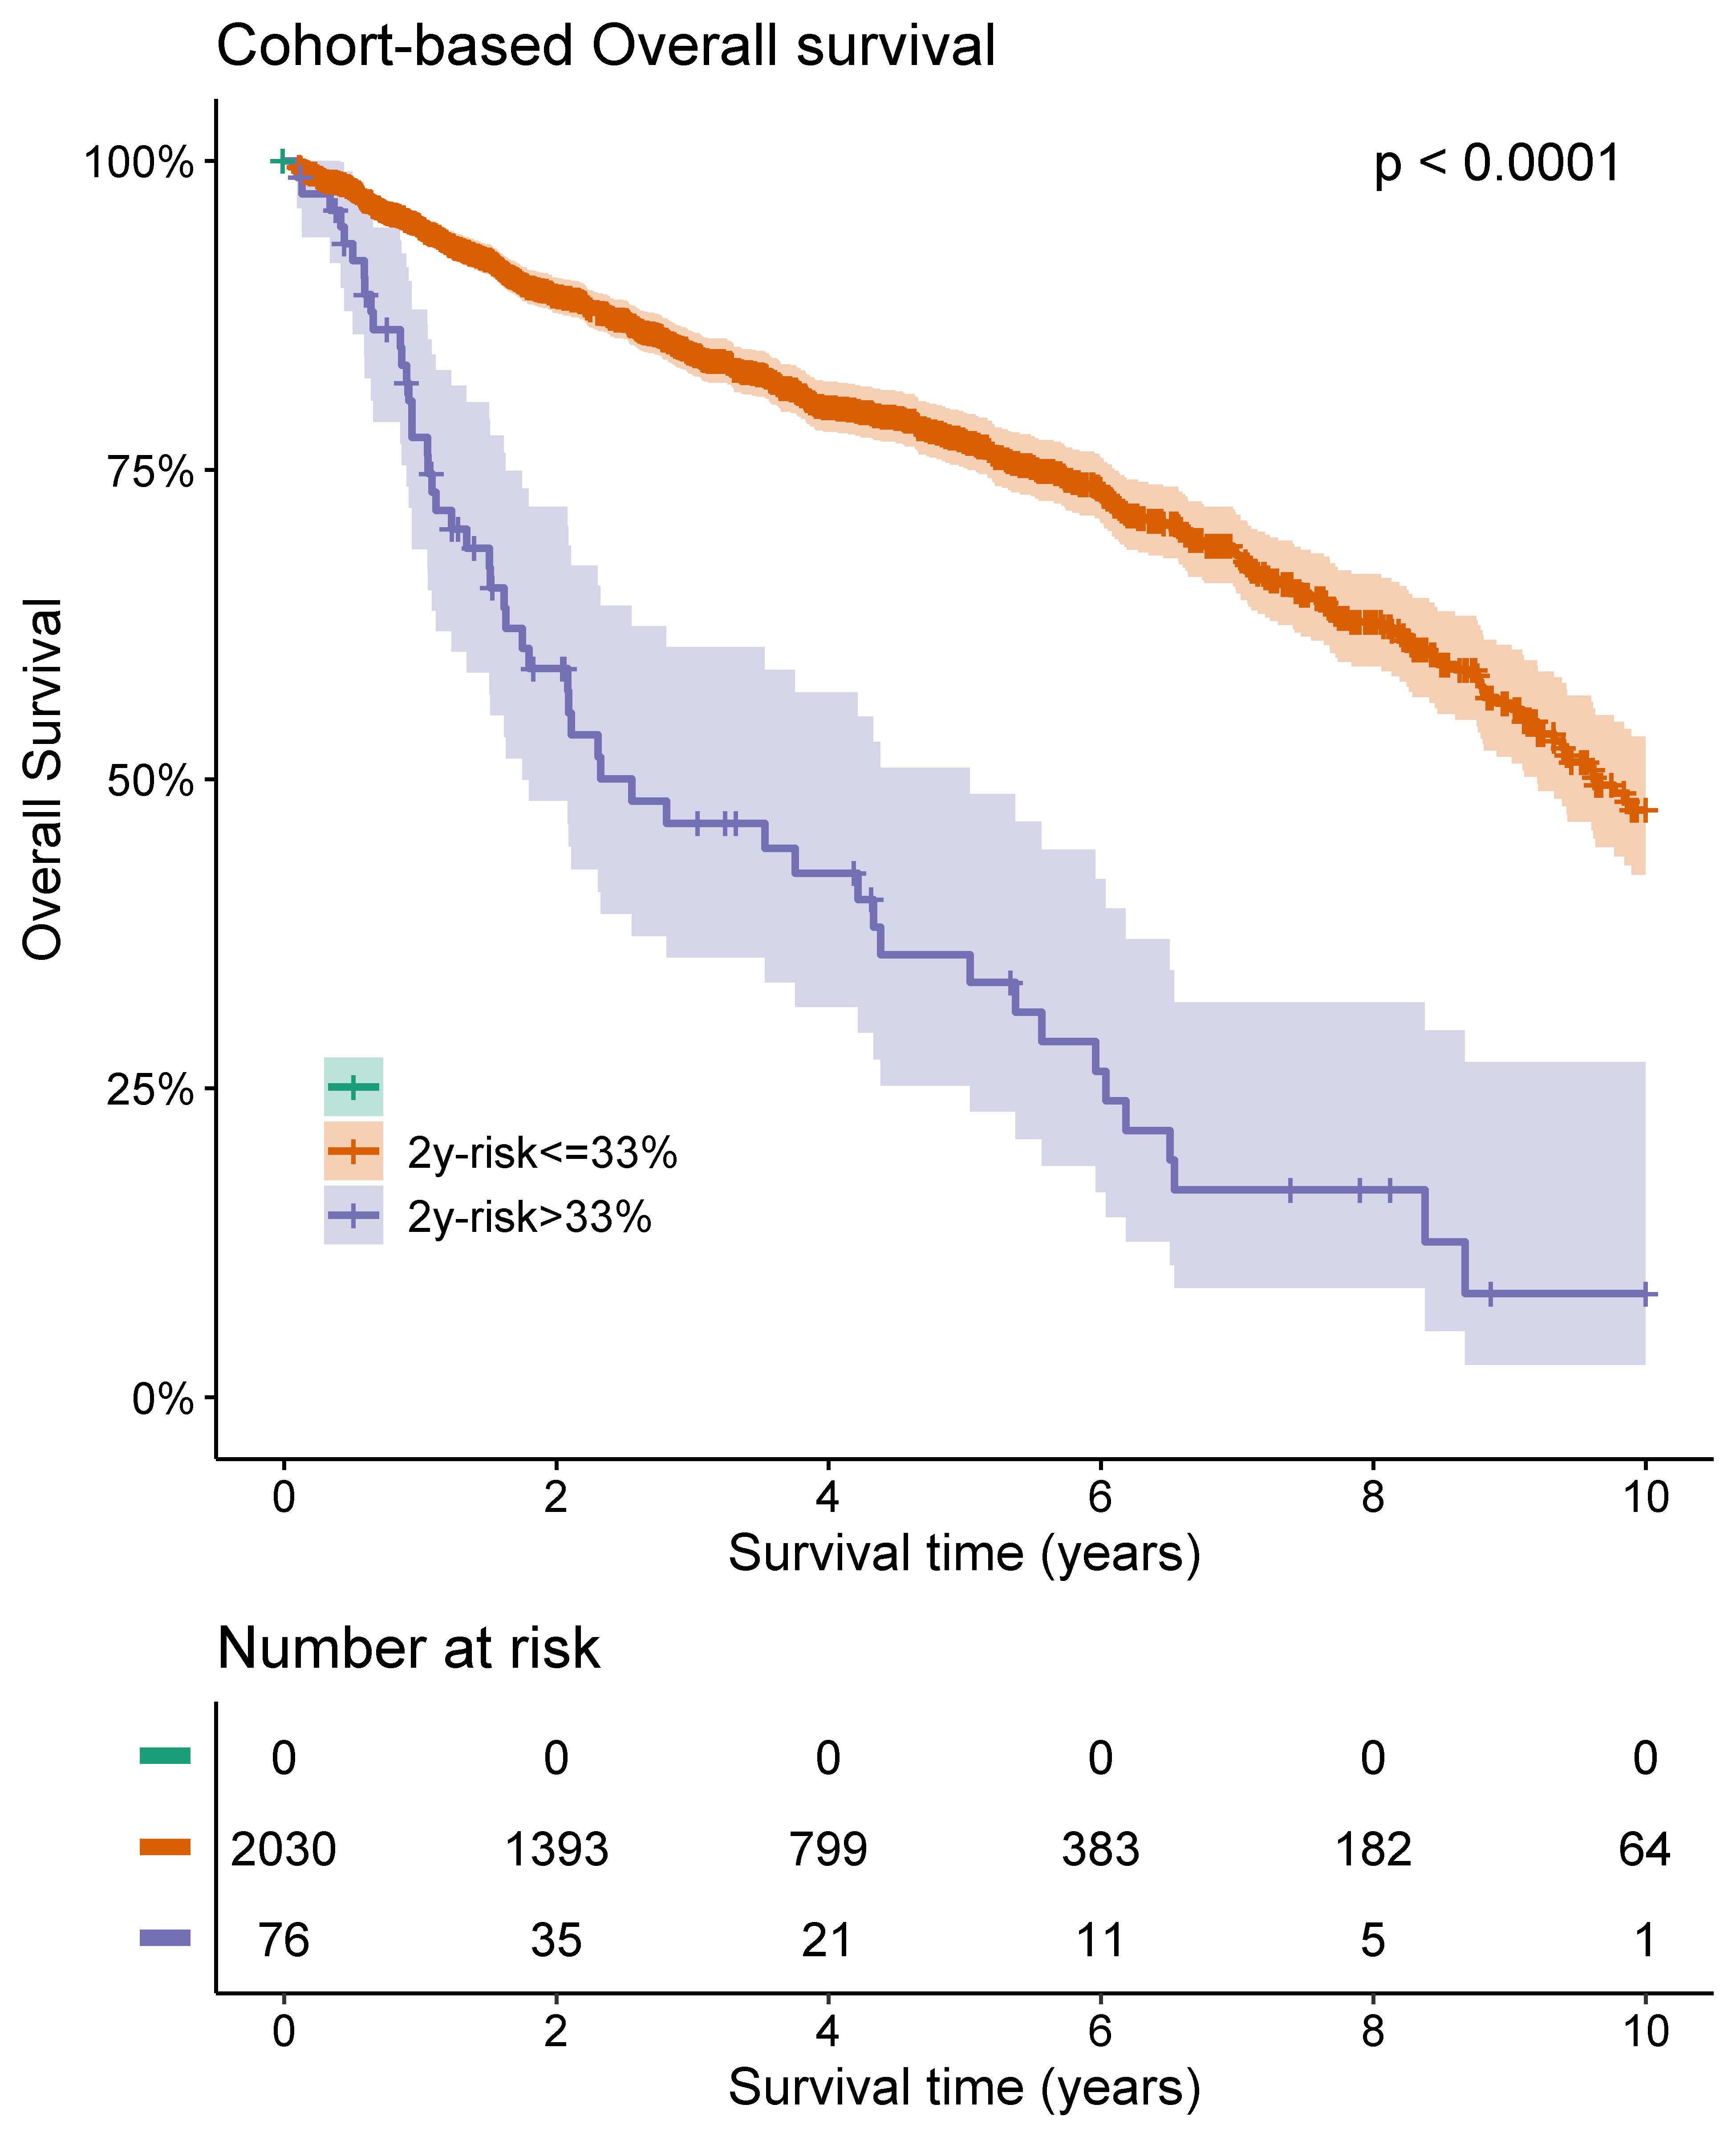 Cohort-based Overall survival
p < 0.0001
100%
75%
50%
25%
0%
Overall Survival
2y-risk<=33%
2y-risk>33%
0 2 4 6 8 10
Survival time (years)
Number at risk
0 0 0 0 0 0
2030 1393 799 383 182 64
76 35 21 11 5 1
0 2 4 6 8 10
Survival time (years)